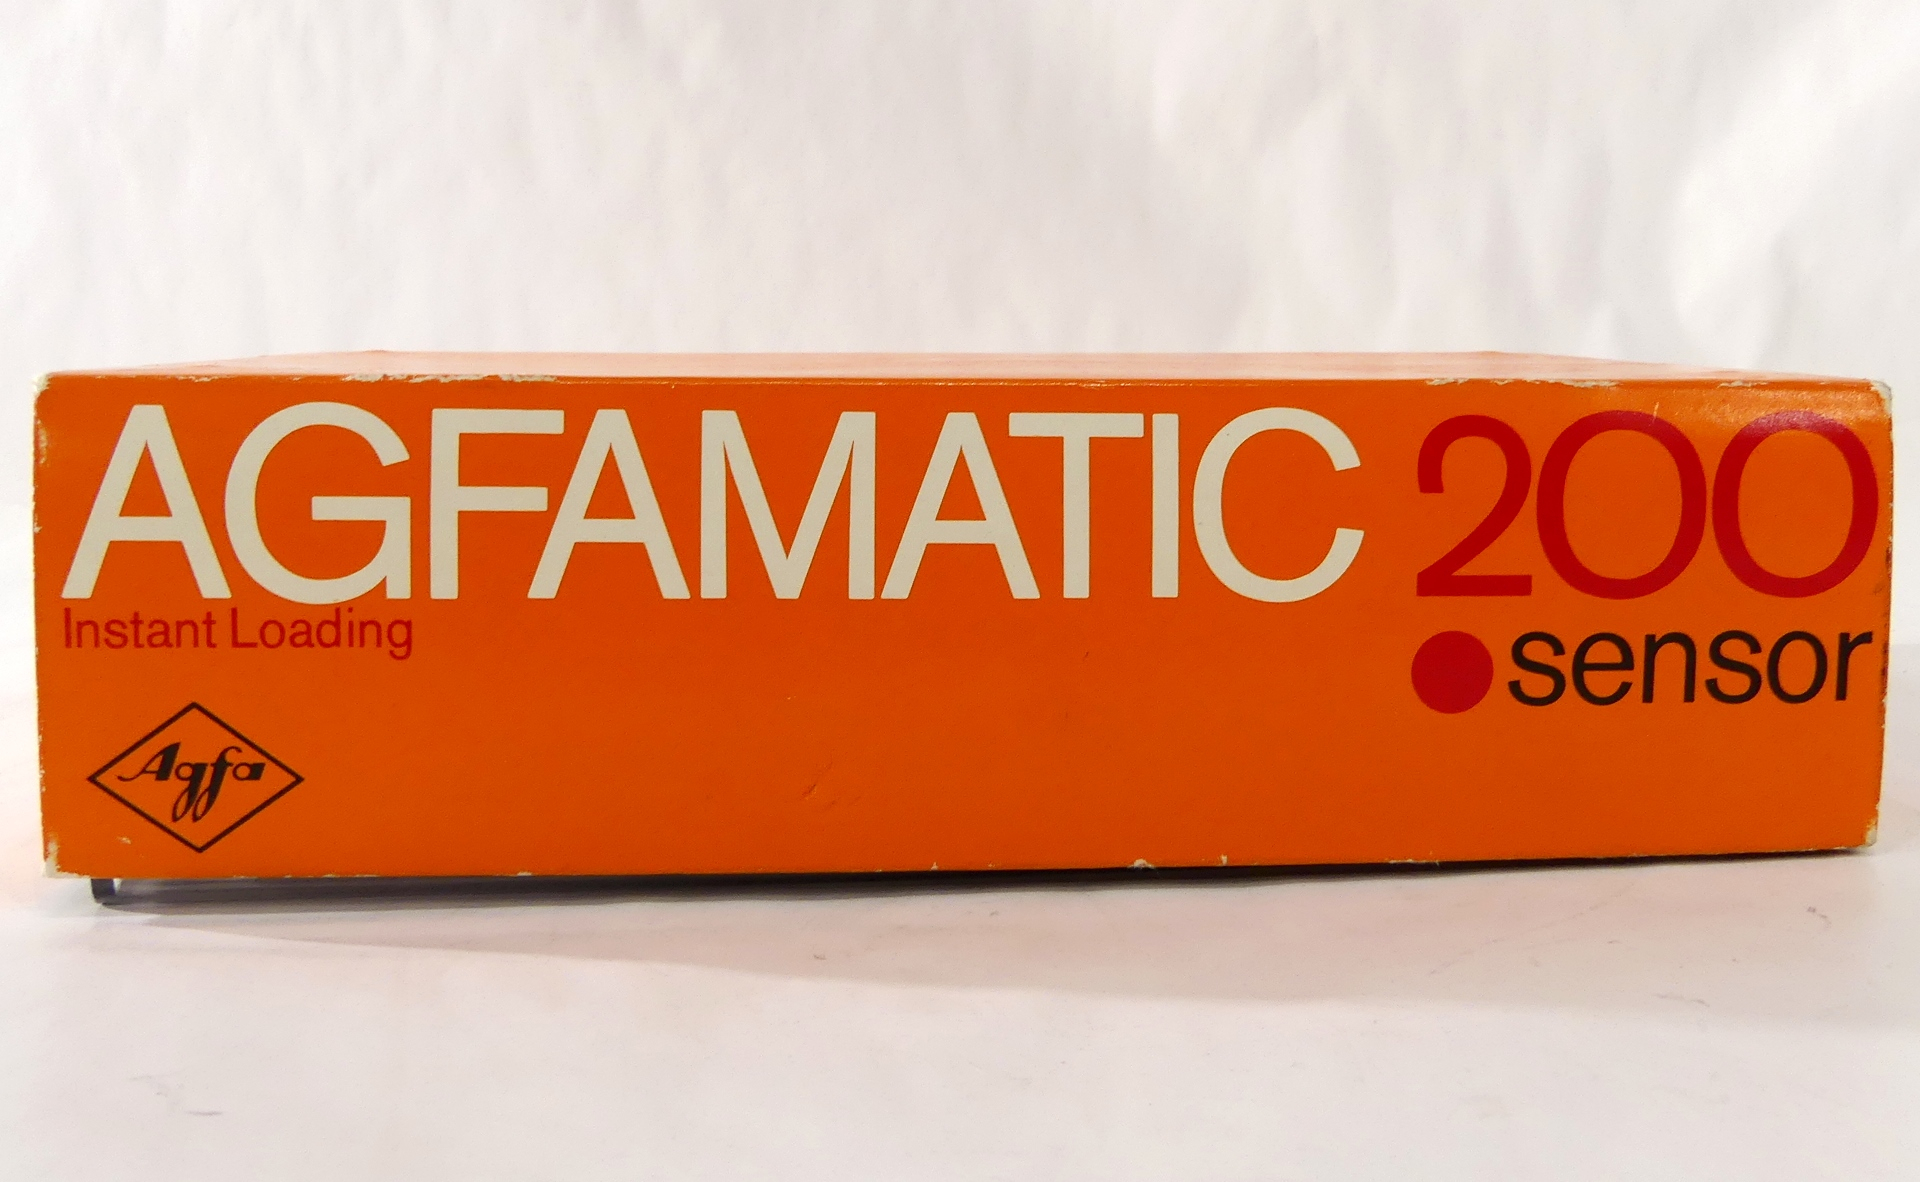 AGFAMATIC 200
Instant Loading
sensor
Agfa